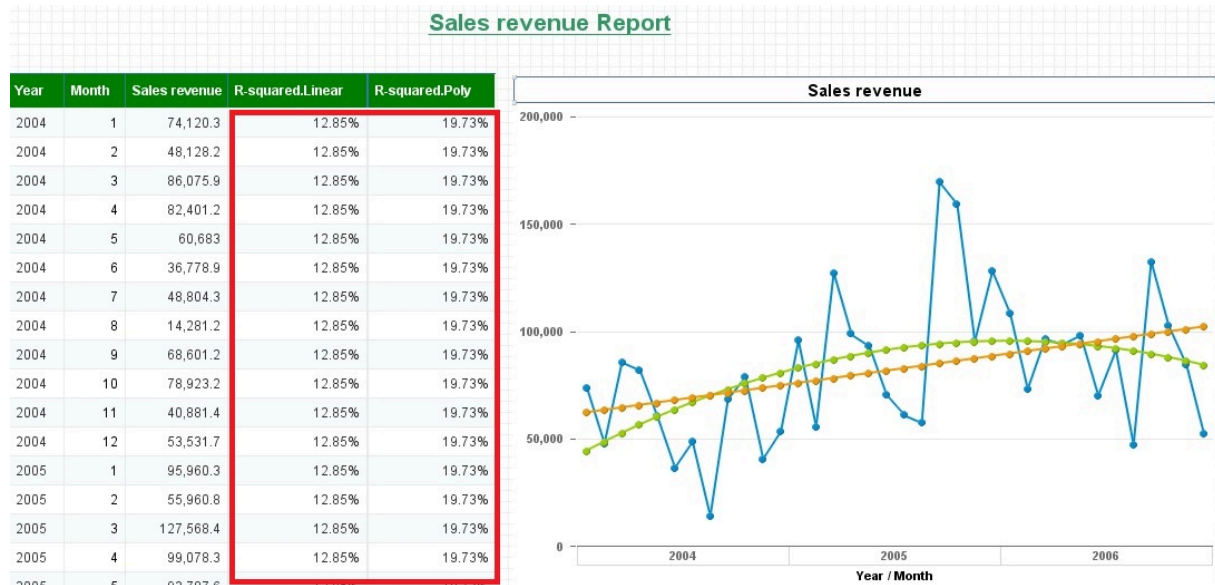 Sales revenue Report
Year Month Sales revenue R-squared.Linear R-squared.Poly
2004 1 74,120.3 12.85% 19.73%
2004 2 48,128.2 12.85% 19.73%
2004 3 86,075.9 12.85% 19.73%
2004 4 82,401.2 12.85% 19.73%
2004 5 60,683 12.85% 19.73%
2004 6 36,778.9 12.85% 19.73%
2004 7 48,804.3 12.85% 19.73%
2004 8 14,281.2 12.85% 19.73%
2004 9 68,601.2 12.85% 19.73%
2004 10 78,923.2 12.85% 19.73%
2004 11 40,881.4 12.85% 19.73%
2004 12 53,531.7 12.85% 19.73%
2005 1 95,960.3 12.85% 19.73%
2005 2 55,960.8 12.85% 19.73%
2005 3 127,568.4 12.85% 19.73%
2005 4 99,078.3 12.85% 19.73%
Sales revenue
200,000
150,000
100,000
50,000
0
2004 2005 2006
Year / Month